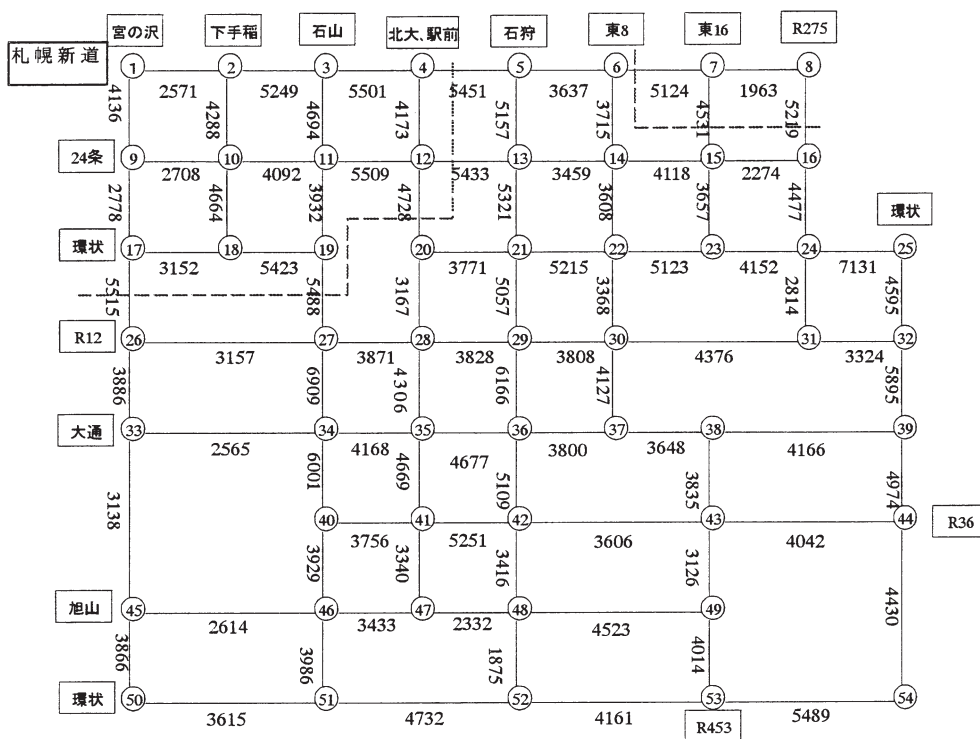 宮の沢 下手稲 石山 北大、駅前 石狩 東8 東16 R275
札幌新道
1 2 3 4 5 6 7 8
2571 5249 5501 5451 3637 5124 1963
4136 4288 4694 4173 5157 3715 4531 5219
24条 9 10 11 12 13 14 15 16
2708 4092 5509 5433 3459 4118 2274
2778 4664 3932 4728 5321 3608 3657 4477
環状
環状 17 18 19 20 21 22 23 24 25
3152 5423 3771 5215 5123 4152 7131
5515 5488 3167 5057 3368 2814 4595
R12 26 27 28 29 30 31 32
3157 3871 3828 3808 4376 3324
3886 6909 4306 6166 4127 5895
大通 33 34 35 36 37 38 39
2565 4168 4677 3800 3648 4166
3138 6001 4669 5109 3835 4974
40 41 42 43 44 R36
3756 5251 3606 4042
3929 3340 3416 3126 4430
旭山 45 46 47 48 49
2614 3433 2332 4523
3866 3986 1875 4014
環状 50 51 52 53 54
3615 4732 4161 5489
R453